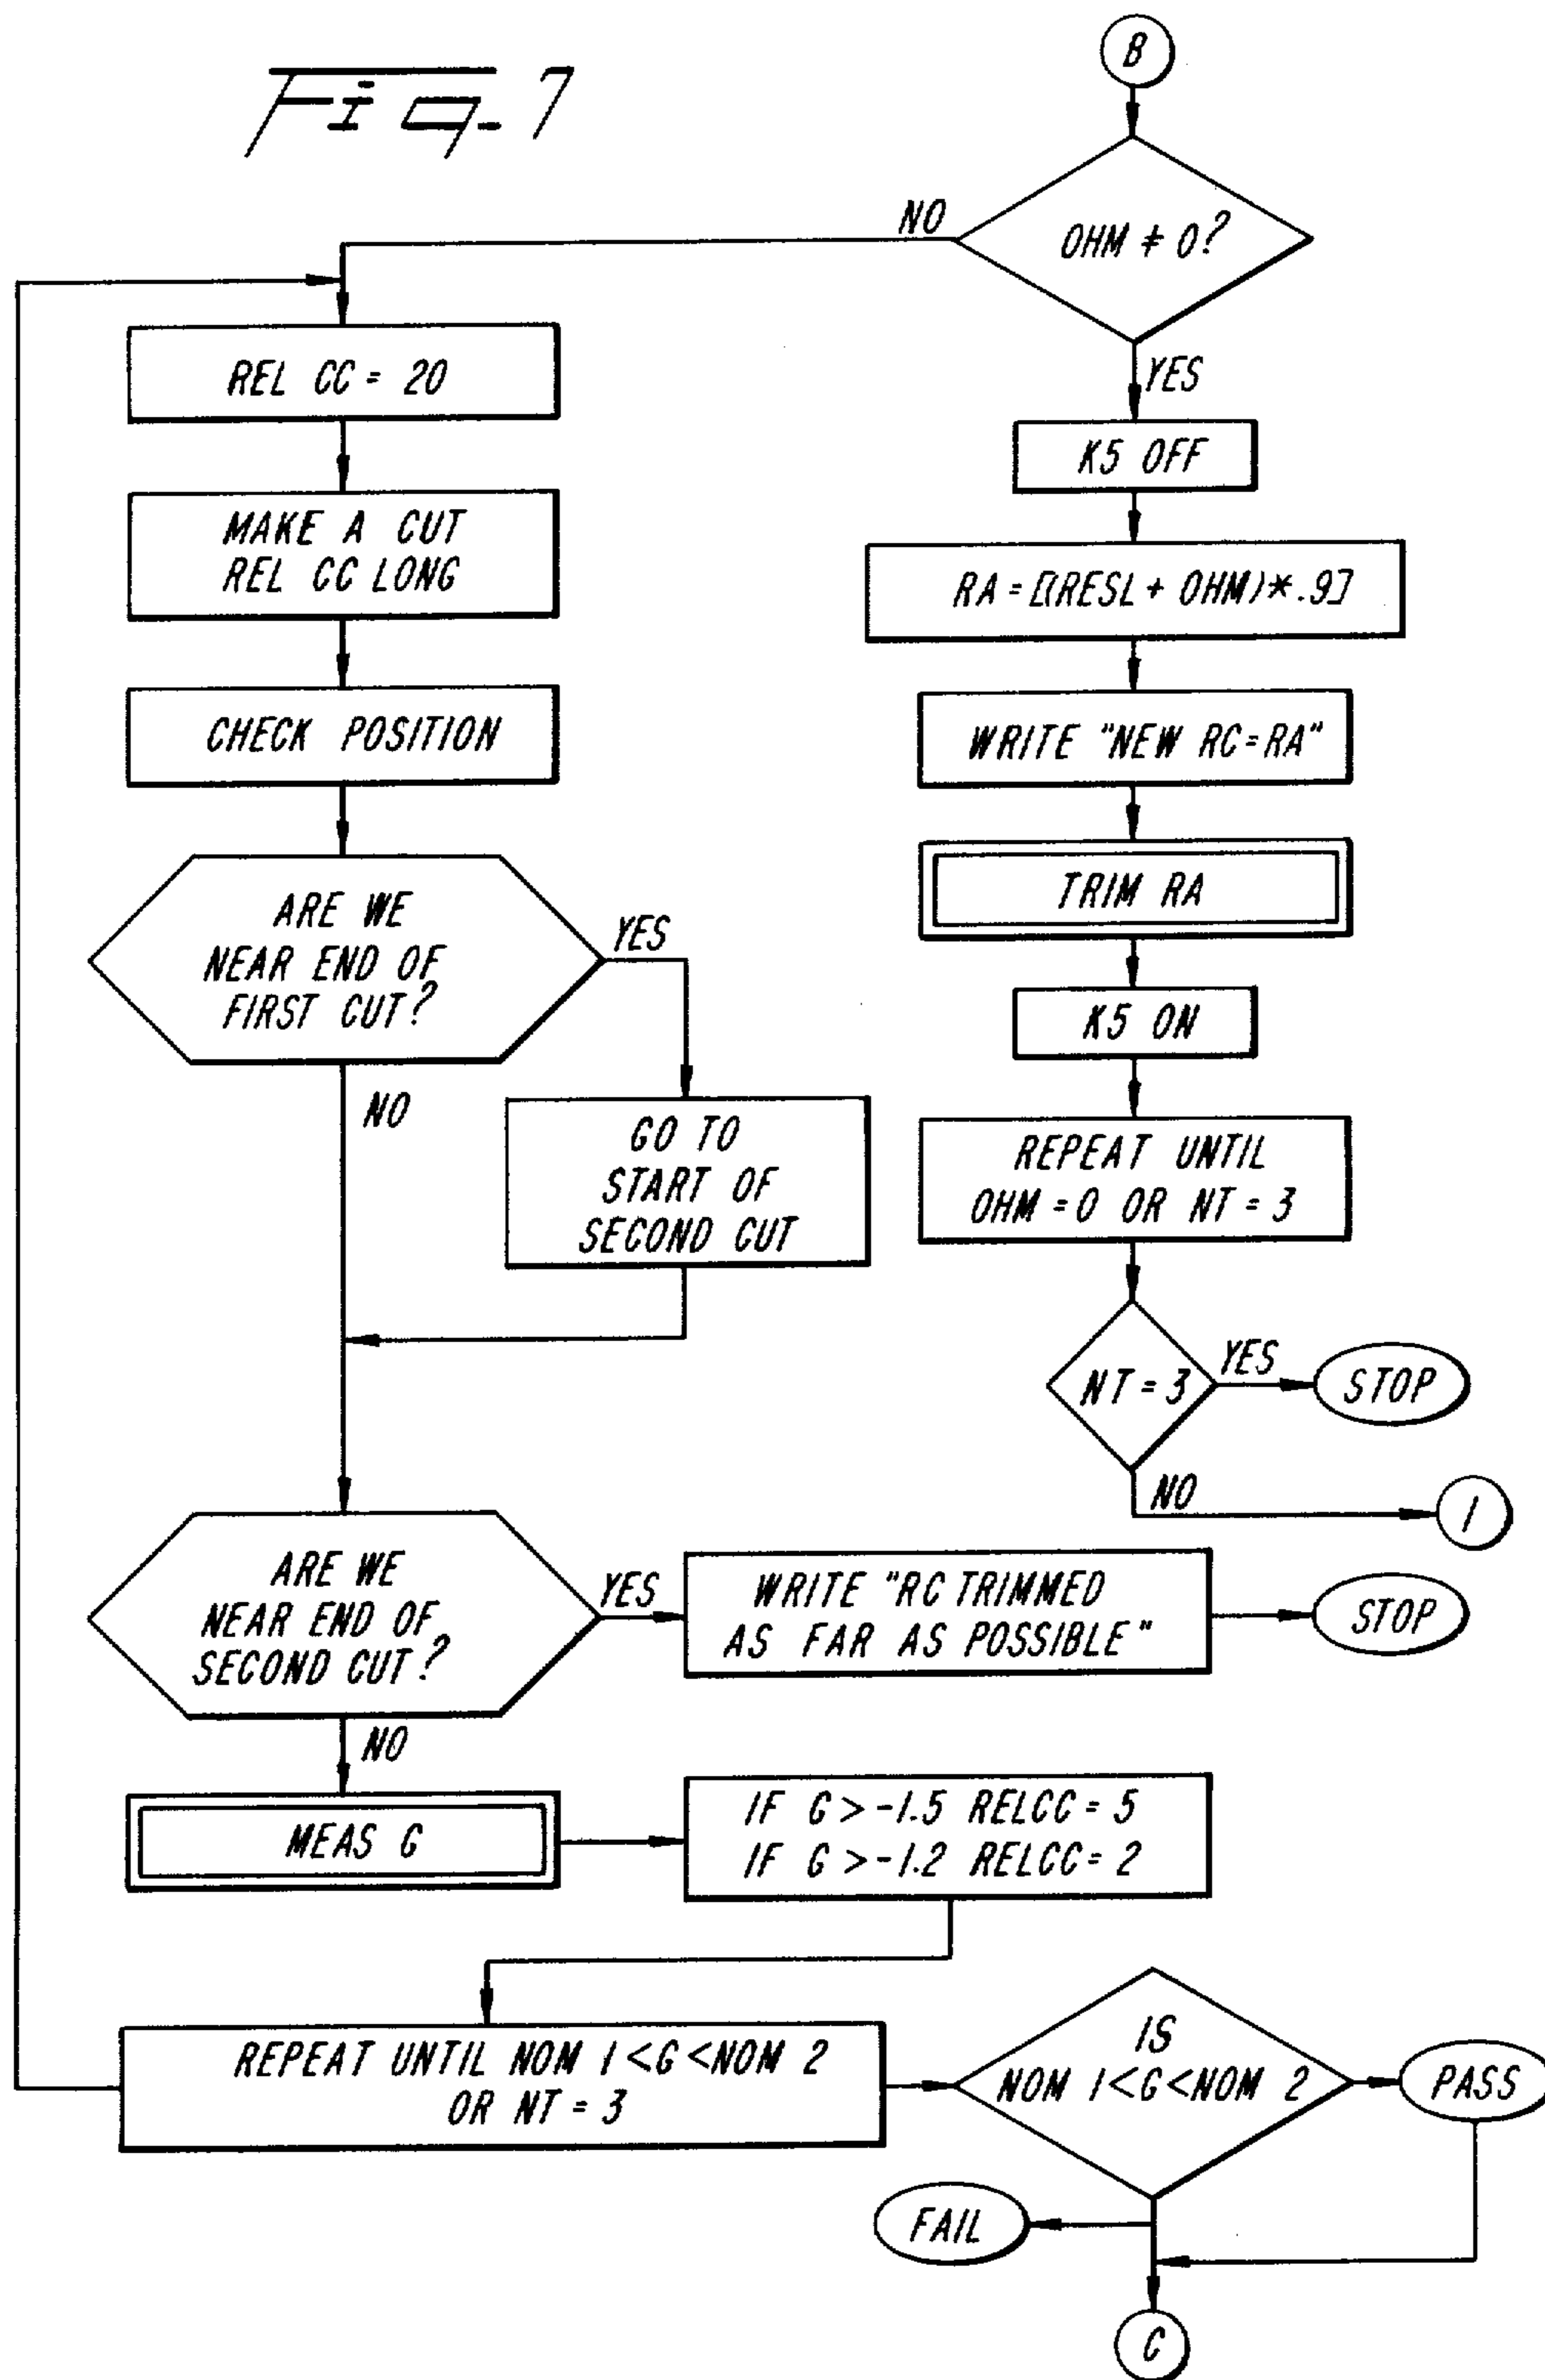 Fig. 7
B
OHM ≠ 0?
NO
YES
REL CC = 20
MAKE A CUT
REL CC LONG
CHECK POSITION
ARE WE
NEAR END OF
FIRST CUT?
YES
NO
GO TO
START OF
SECOND CUT
ARE WE
NEAR END OF
SECOND CUT?
YES
WRITE "RC TRIMMED
AS FAR AS POSSIBLE"
STOP
NO
MEAS G
IF G > -1.5 RELCC = 5
IF G > -1.2 RELCC = 2
REPEAT UNTIL NOM 1 < G < NOM 2
OR NT = 3
IS
NOM 1 < G < NOM 2
PASS
FAIL
C
K5 OFF
RA = [(RESL + OHM) * .9]
WRITE "NEW RC = RA"
TRIM RA
K5 ON
REPEAT UNTIL
OHM = 0 OR NT = 3
NT = 3
YES
STOP
NO
1